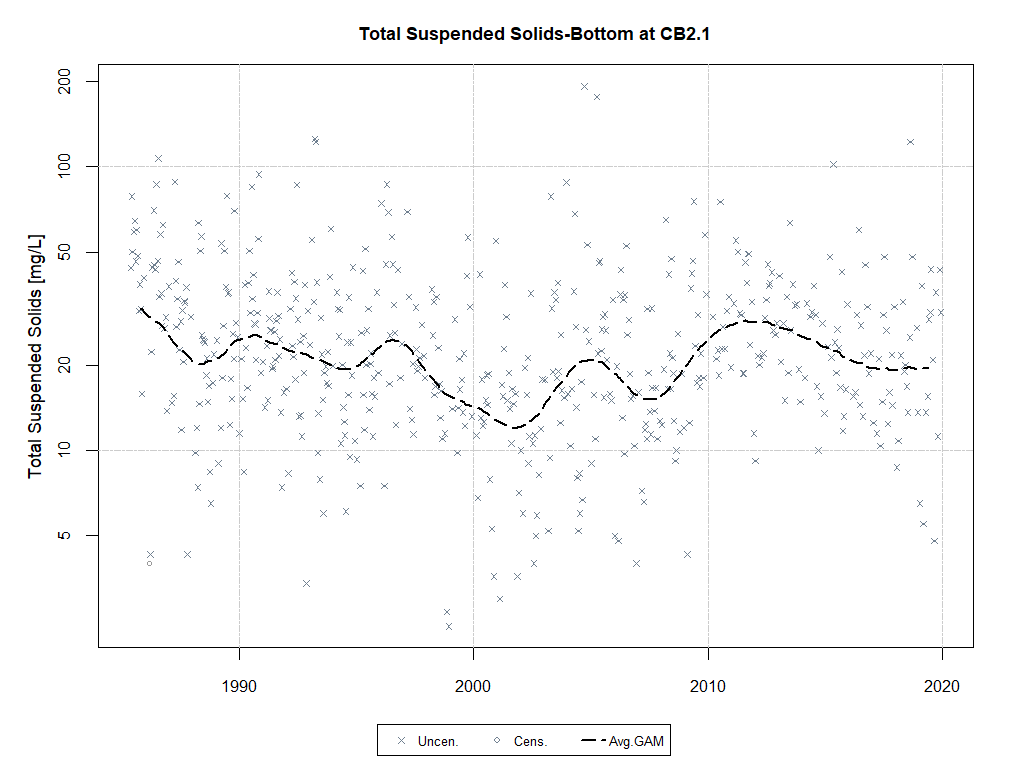 Total Suspended Solids-Bottom at CB2.1
Total Suspended Solids [mg/L]
200
100
50
20
10
5
1990 2000 2010 2020
Uncen. Cens. Avg.GAM